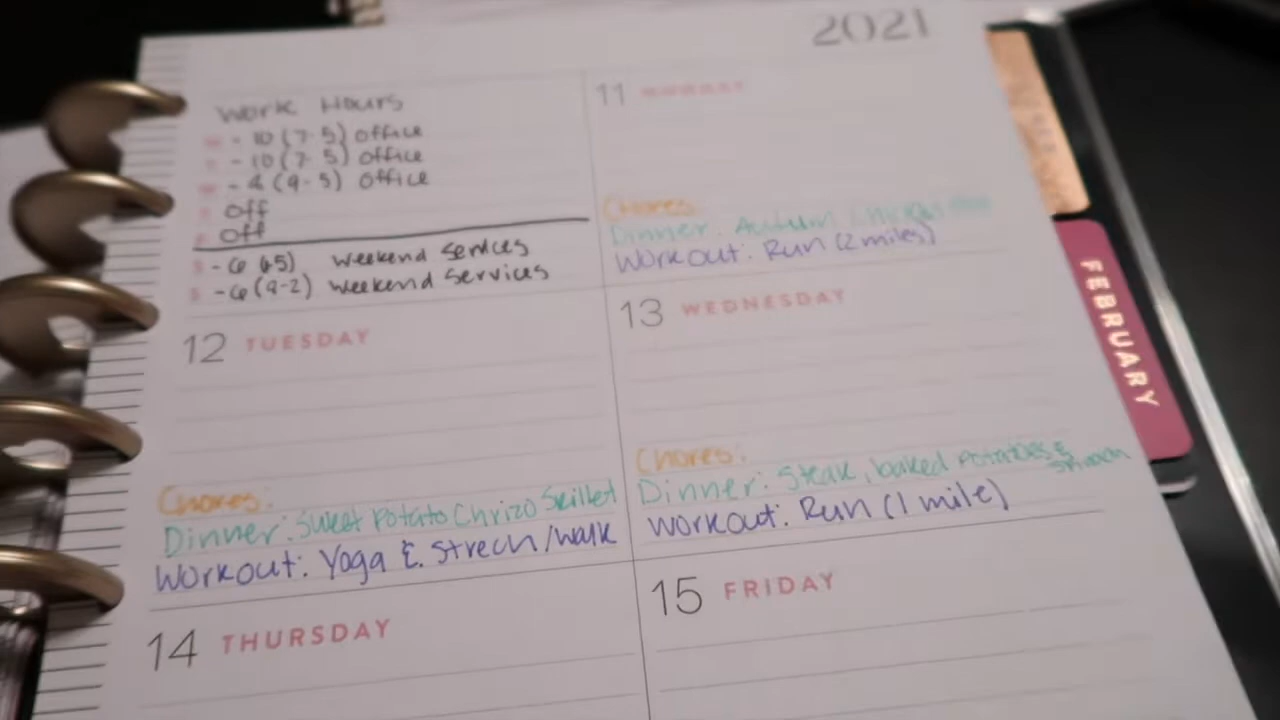 2021
Work Hours
- 10 (7-5) office
- 10 (7-5) office
- 4 (9-5) office
Off
Off
weekend services
- 6 (9-2) weekend services
11 MONDAY
Chores:
Dinner: Autumn
Workout: Run (2 miles)
12 TUESDAY
Chores:
Dinner: Sweet Potato Chrizo Skillet
Workout: Yoga & Strech/walk
13 WEDNESDAY
Chores:
Dinner: Steak, baked potatoes &
Workout: Run (1 mile)
14 THURSDAY
15 FRIDAY
FEBRUARY